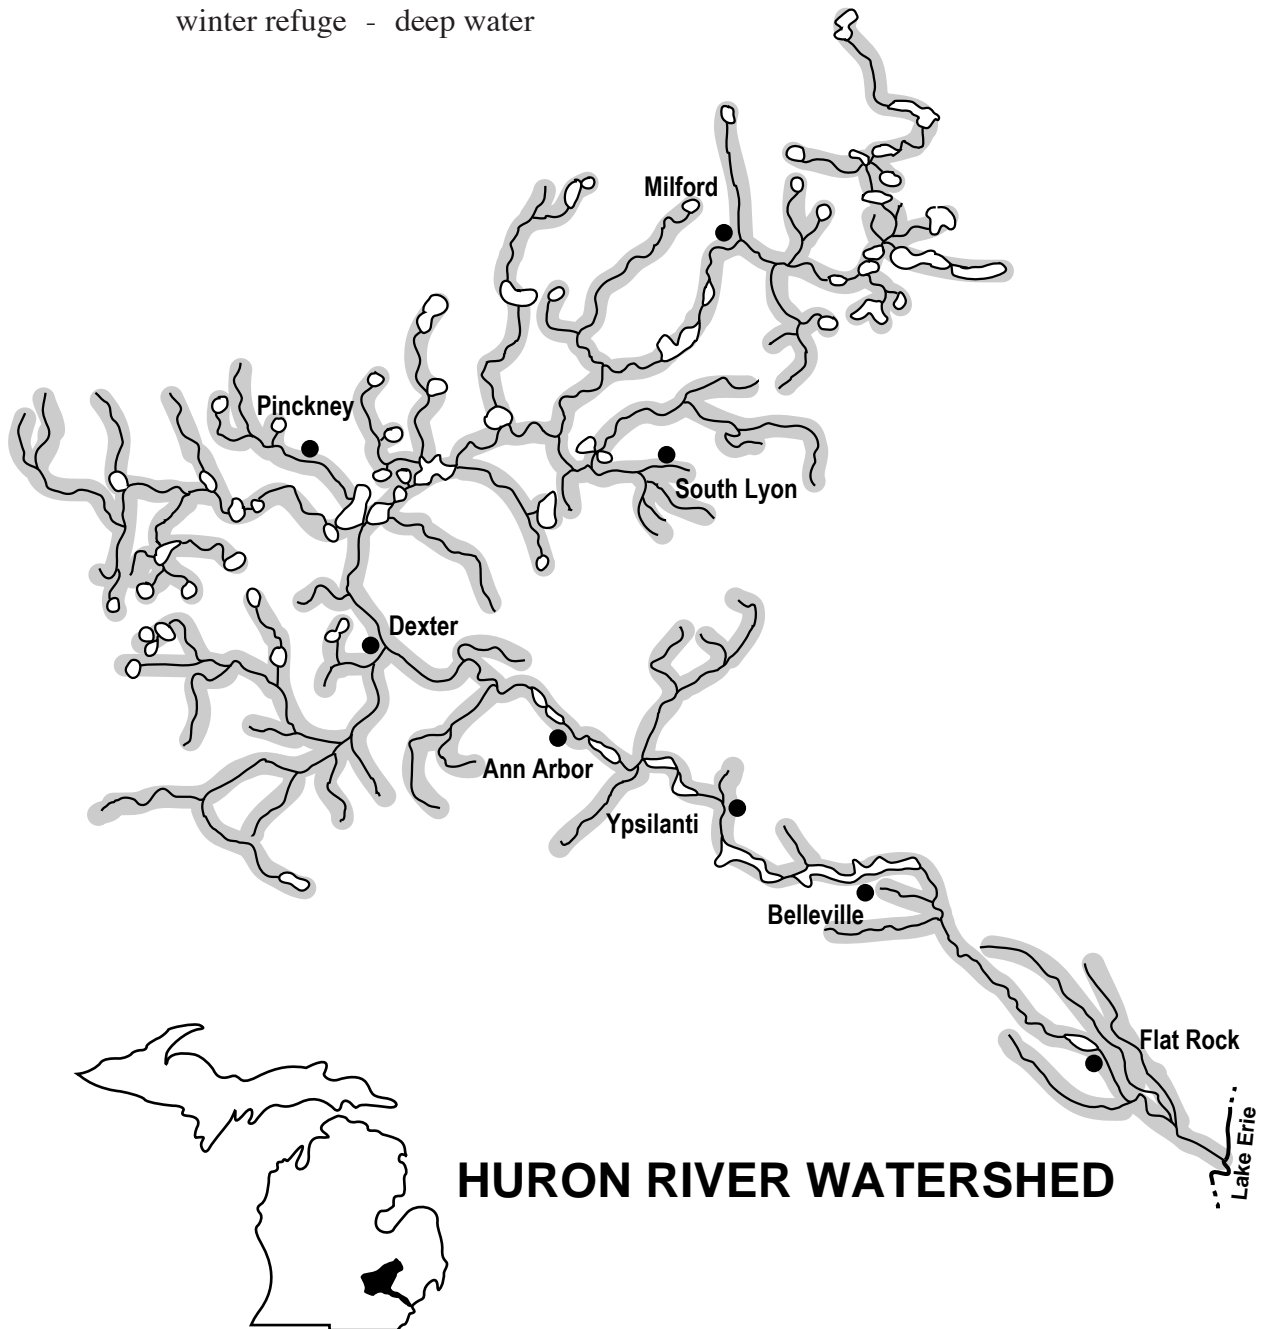 winter refuge - deep water
Milford
Pinckney
South Lyon
Dexter
Ann Arbor
Ypsilanti
Belleville
Flat Rock
Lake Erie
HURON RIVER WATERSHED